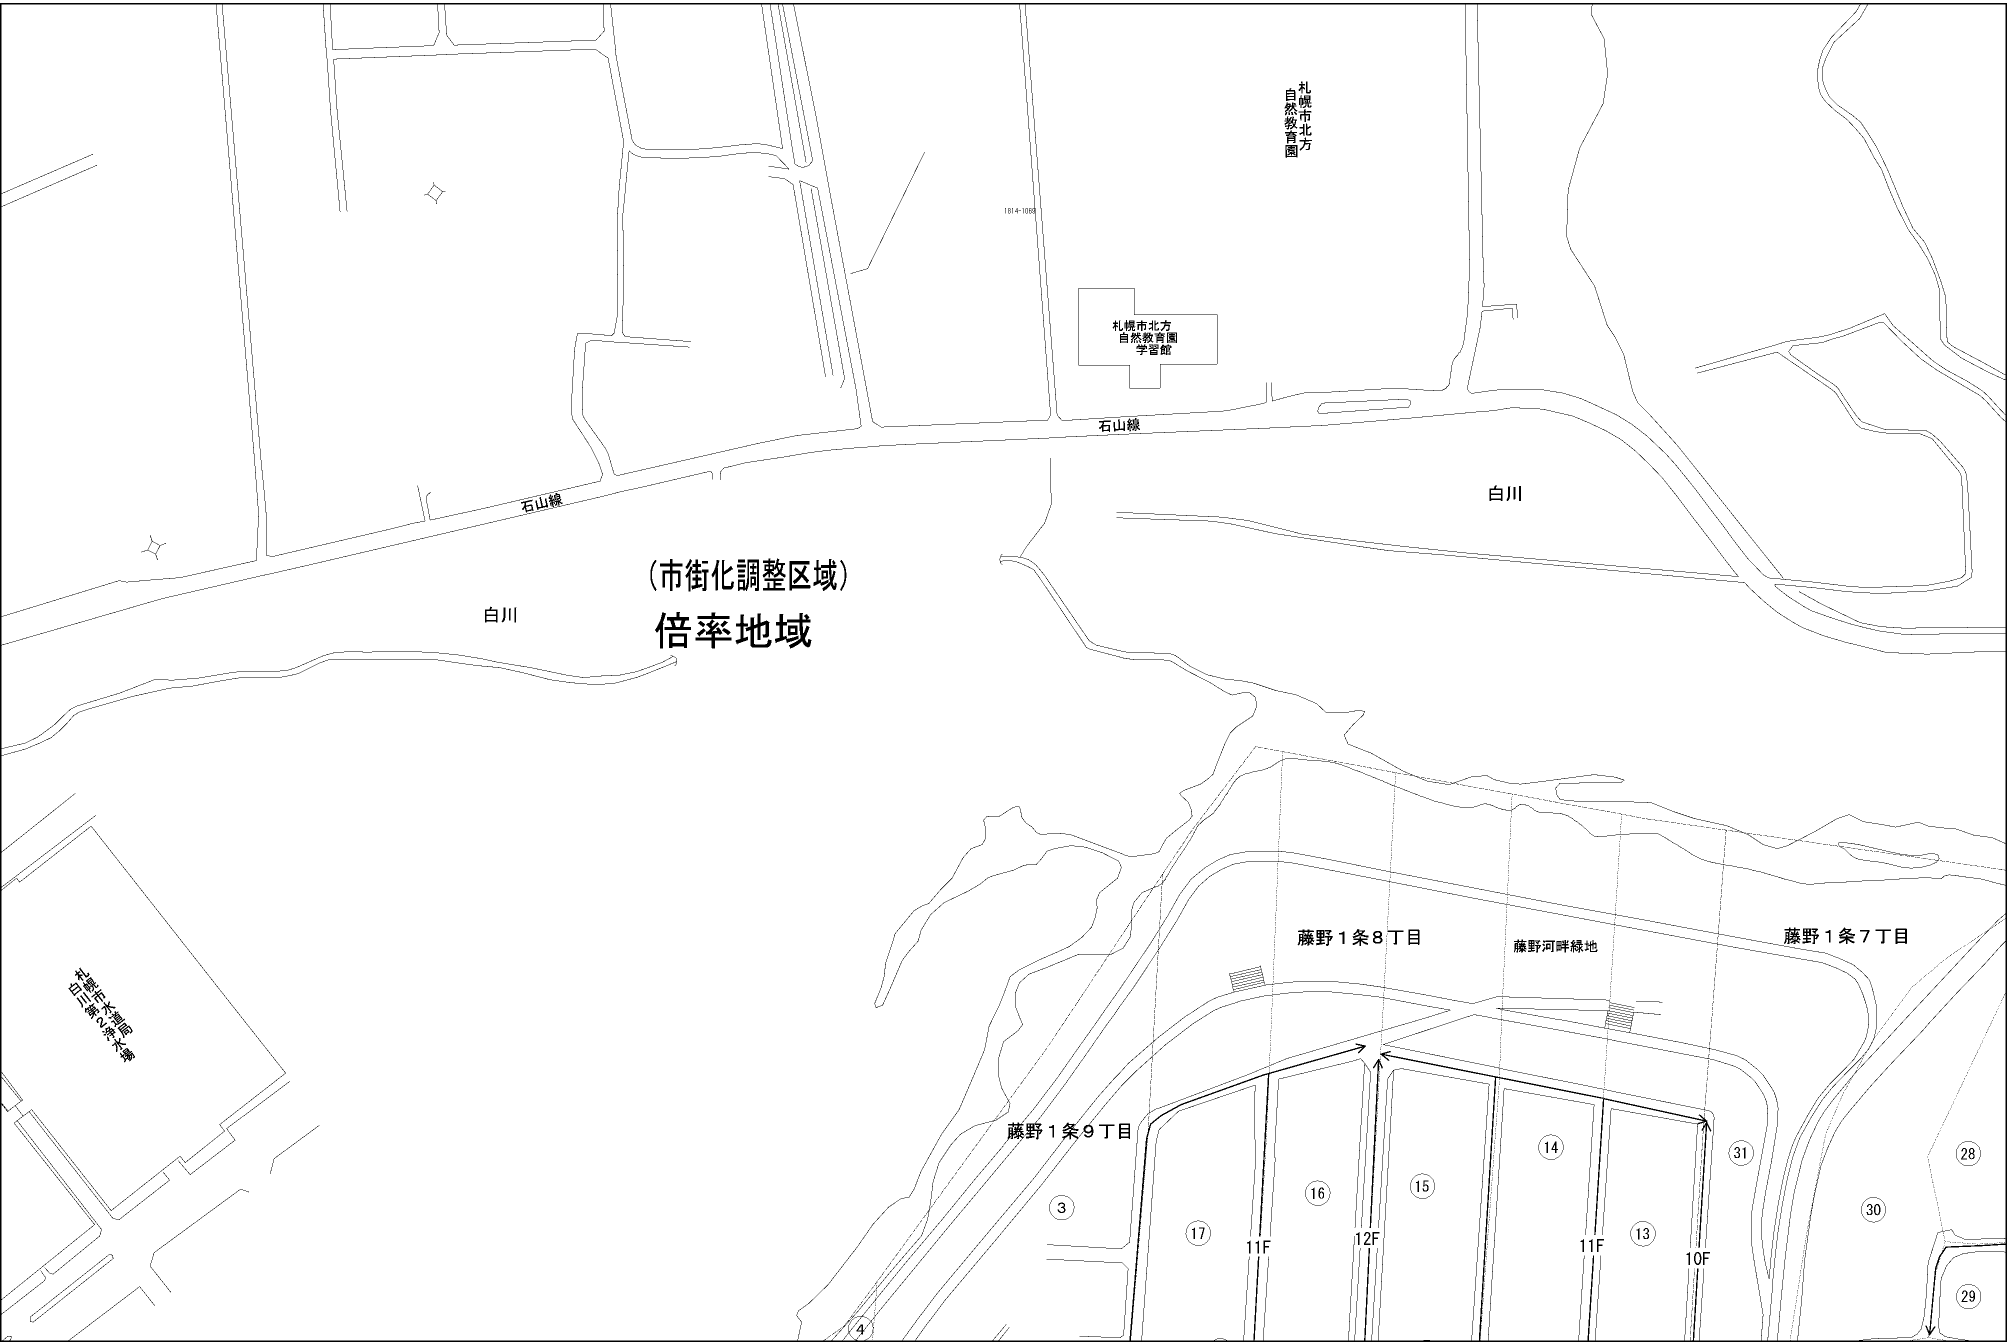 札幌市北方
自然教育園
1814-1068
札幌市北方
自然教育園
学習館
石山線
石山線
白川
(市街化調整区域)
倍率地域
白川
藤野1条8丁目
藤野河畔緑地
藤野1条7丁目
札幌市水道局
白川第2浄水場
藤野1条9丁目
14
31
28
15
16
3
30
17
13
11F
12F
11F
10F
29
4